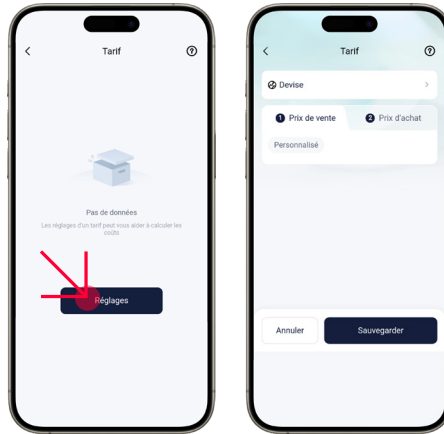 Tarif
Pas de données
Les réglages d'un tarif peut vous aider à calculer les
coûts
Réglages
Tarif
Devise
1 Prix de vente
2 Prix d'achat
Personnalisé
Annuler
Sauvegarder